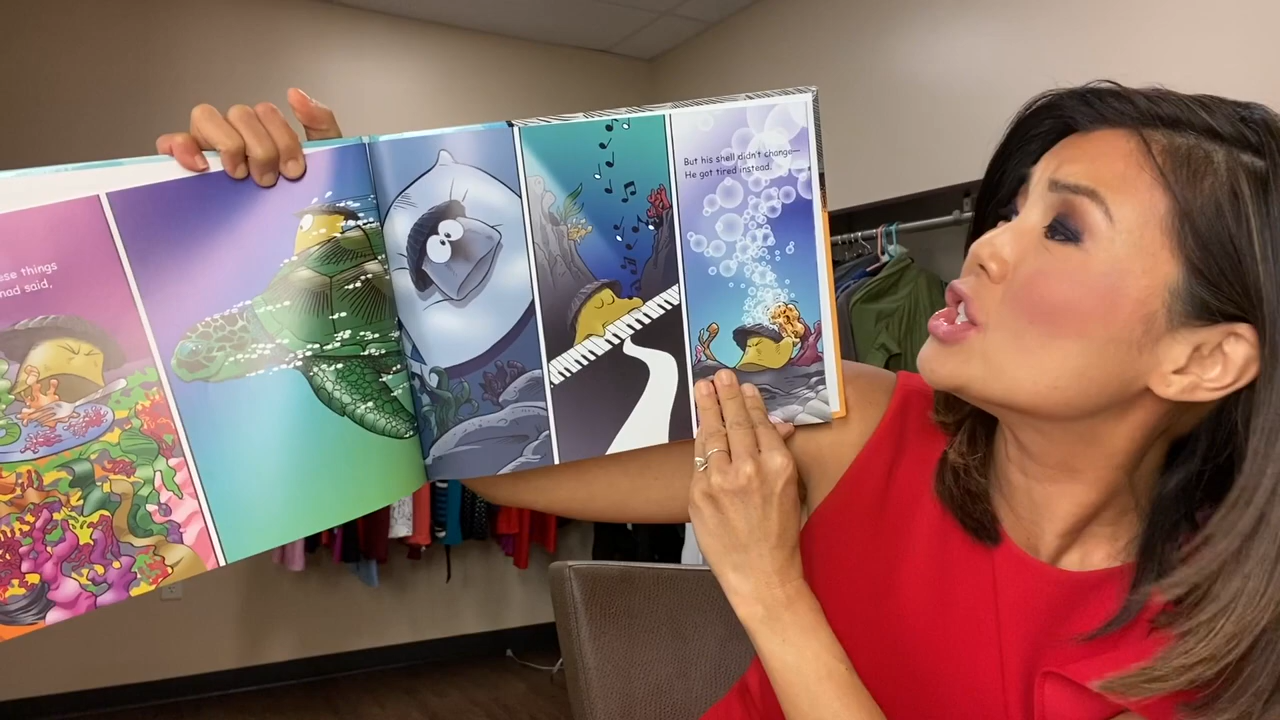 ese things
had said,
But his shell didn't change—
He got tired instead.